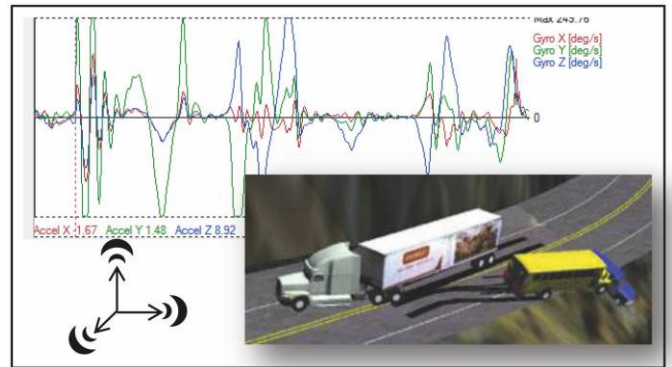 Max 245.76
Gyro X [deg/s]
Gyro Y [deg/s]
Gyro Z [deg/s]
0
Accel X -1.67 Accel Y 1.48 Accel Z 8.92